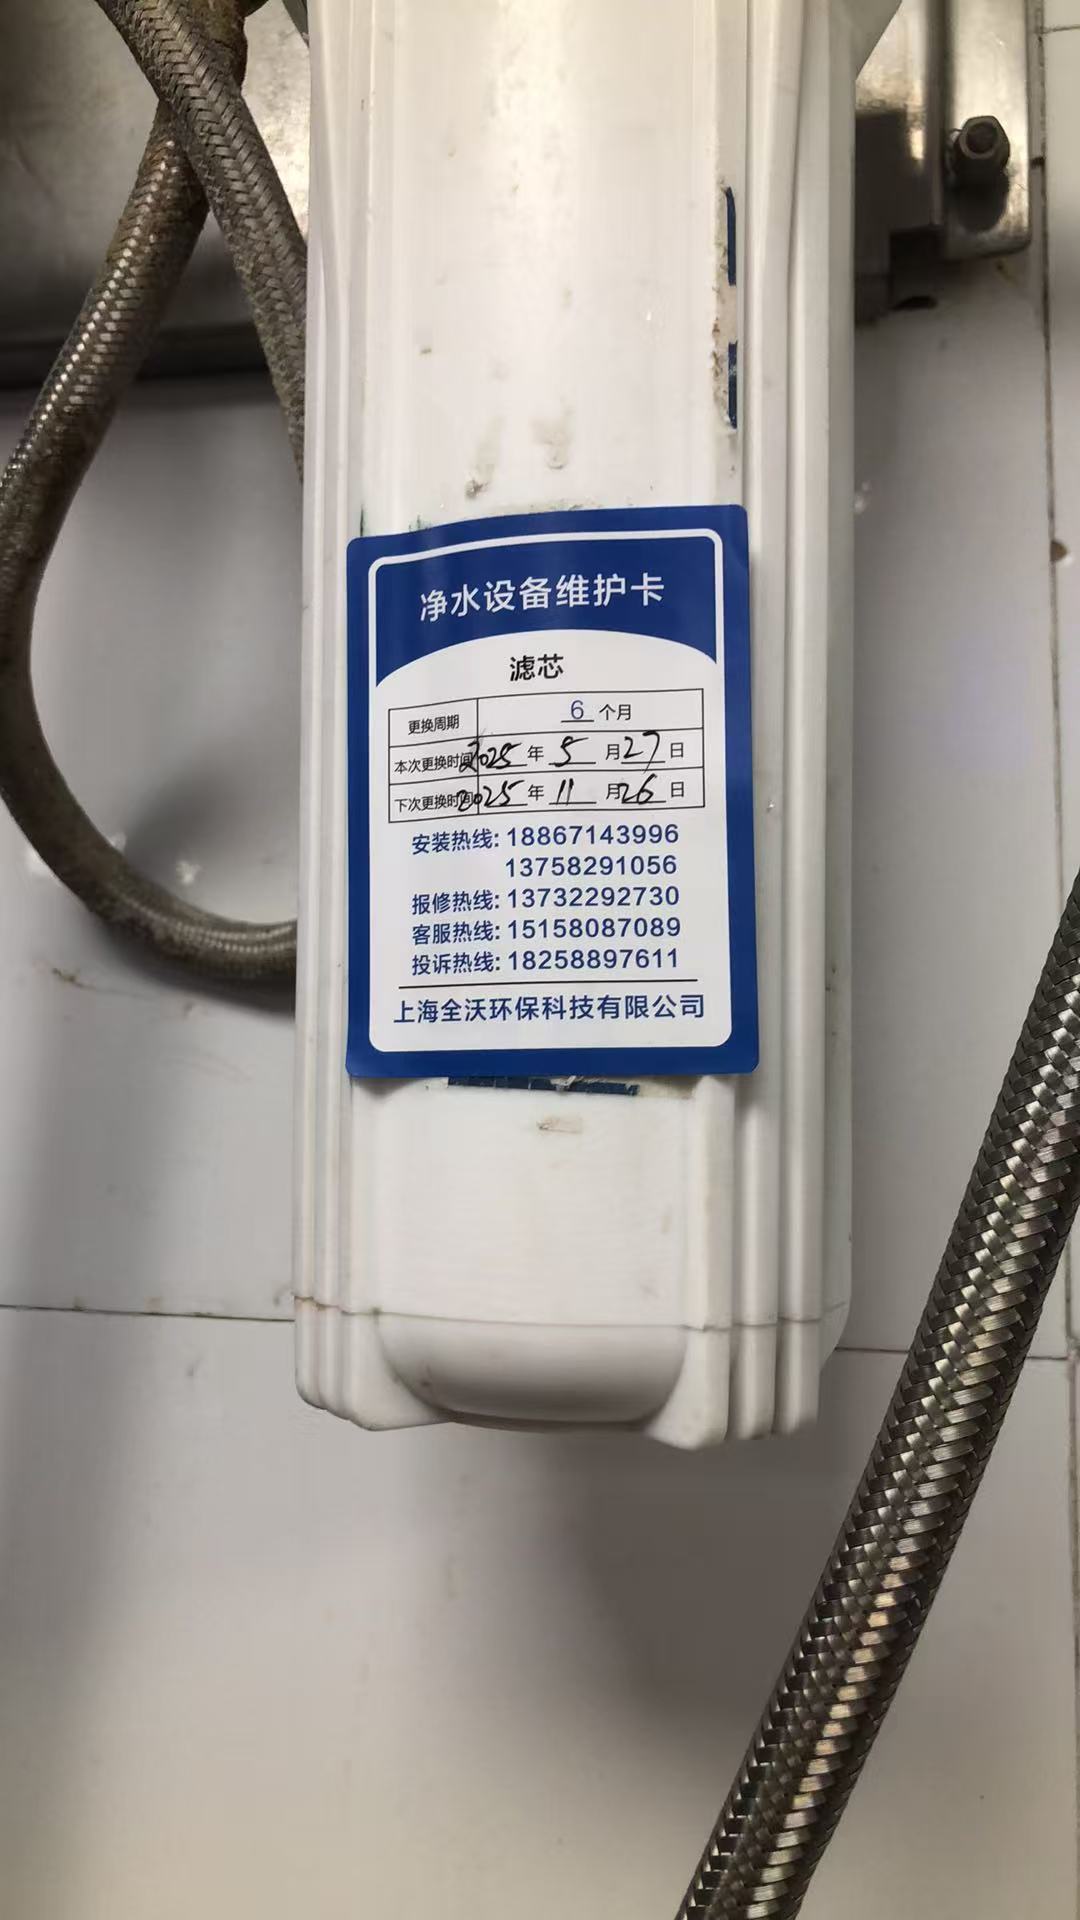 净水设备维护卡
滤芯
更换周期 6 个月
本次更换时间 2025 年 5 月 27 日
下次更换时间 2025 年 11 月 26 日
安装热线: 18867143996
13758291056
报修热线: 13732292730
客服热线: 15158087089
投诉热线: 18258897611
上海全沃环保科技有限公司